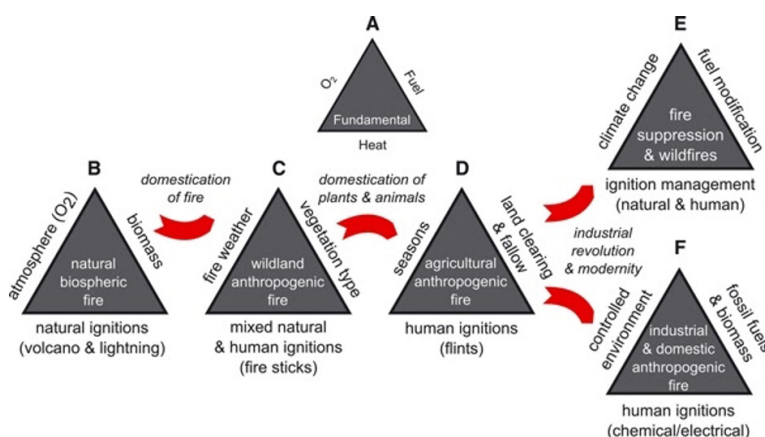 A
O2
Fuel
Fundamental
Heat
B
atmosphere (O2)
biomass
natural
biospheric
fire
natural ignitions
(volcano & lightning)
domestication
of fire
C
fire weather
vegetation type
wildland
anthropogenic
fire
mixed natural
& human ignitions
(fire sticks)
domestication of
plants & animals
D
seasons
land clearing
& fallow
agricultural
anthropogenic
fire
human ignitions
(flints)
industrial
revolution
& modernity
E
climate change
fuel modification
fire
suppression
& wildfires
ignition management
(natural & human)
F
controlled
environment
fossil fuels
& biomass
industrial
& domestic
anthropogenic
fire
human ignitions
(chemical/electrical)